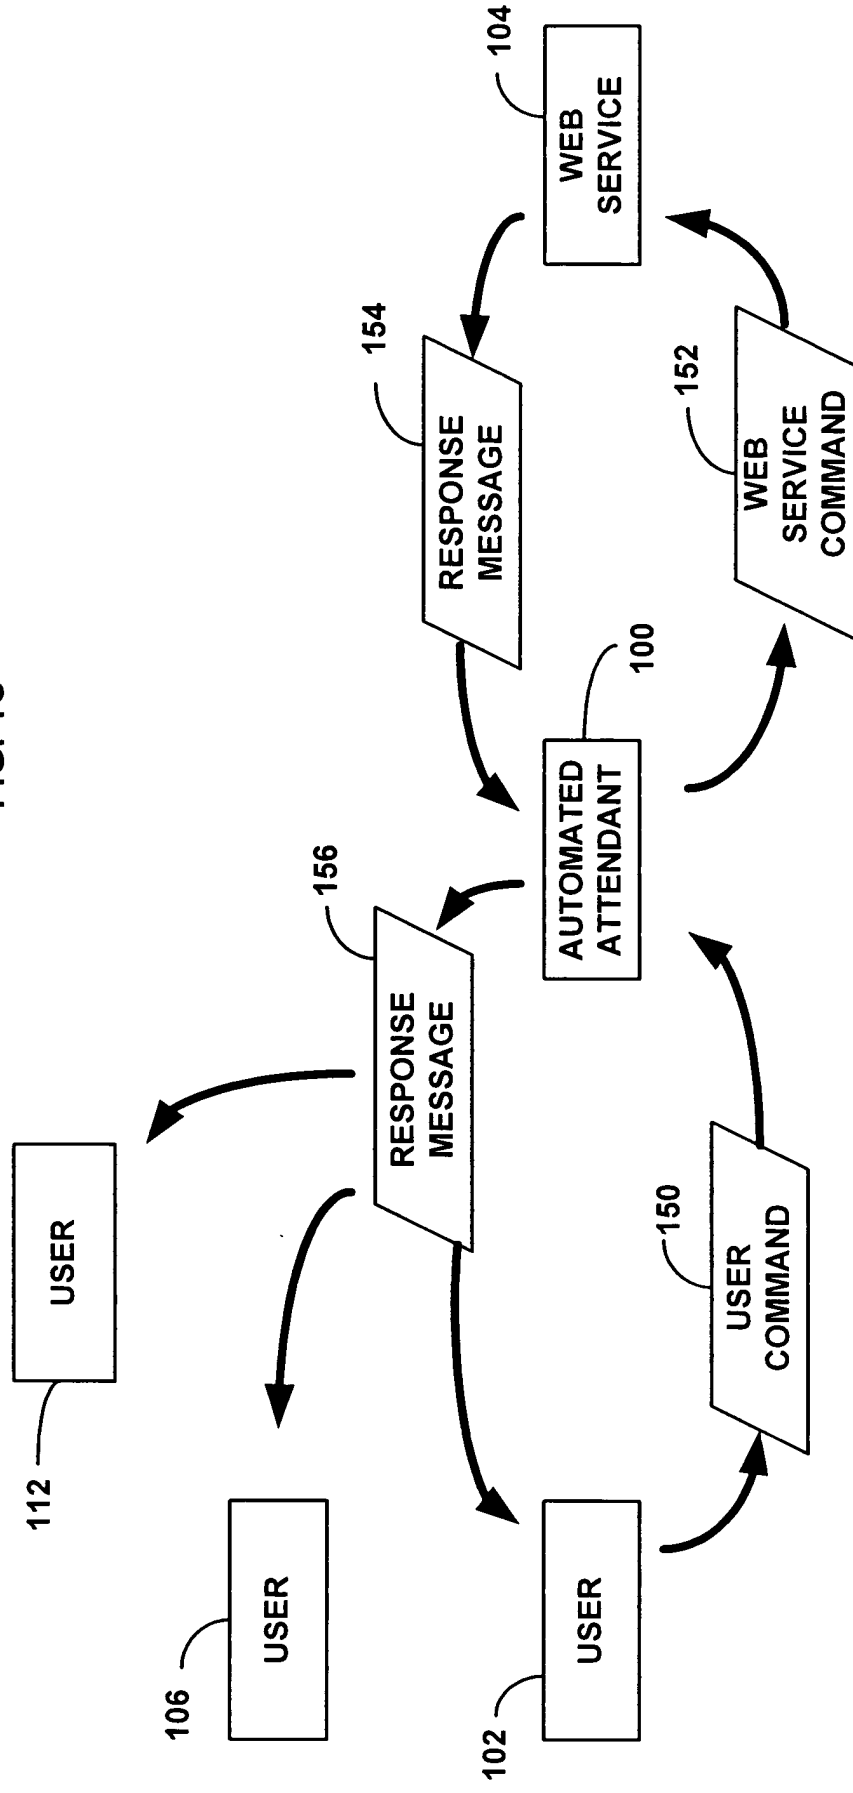 112
USER
106
USER
102
USER
156
RESPONSE
MESSAGE
150
USER
COMMAND
AUTOMATED
ATTENDANT
100
154
RESPONSE
MESSAGE
152
WEB
SERVICE
COMMAND
104
WEB
SERVICE